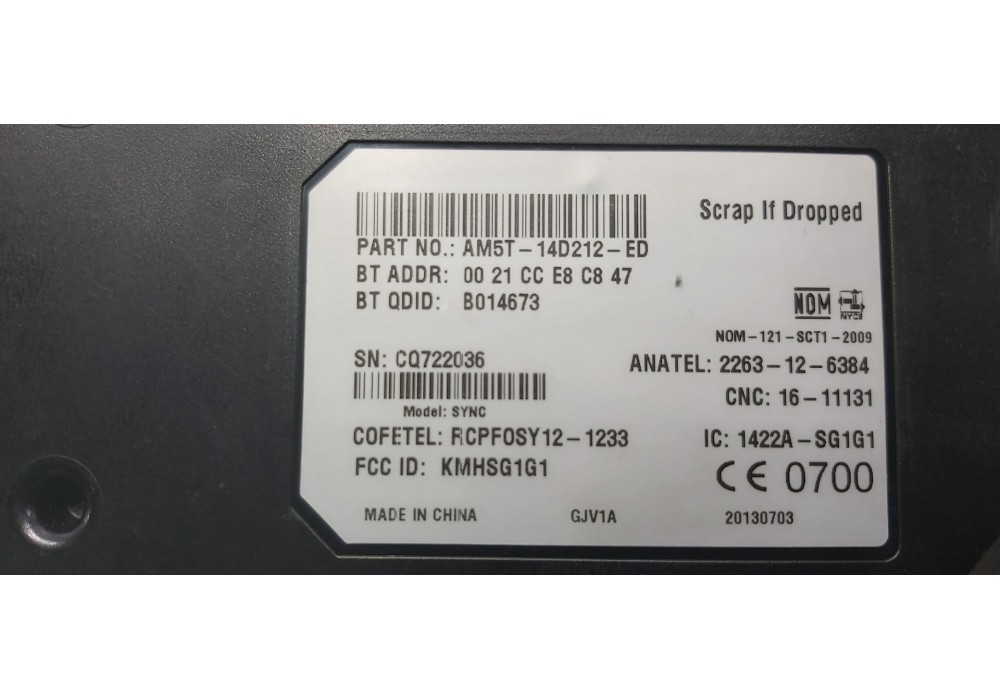 Scrap If Dropped
PART NO.: AM5T-14D212-ED
BT ADDR: 00 21 CC E8 C8 47
BT QDID: B014673
NOM NYCE
NOM-121-SCT1-2009
SN: CQ722036
ANATEL: 2263-12-6384
CNC: 16-11131
Model: SYNC
COFETEL: RCPFOSY12-1233
IC: 1422A-SG1G1
FCC ID: KMHSG1G1
CE 0700
MADE IN CHINA
GJV1A
20130703